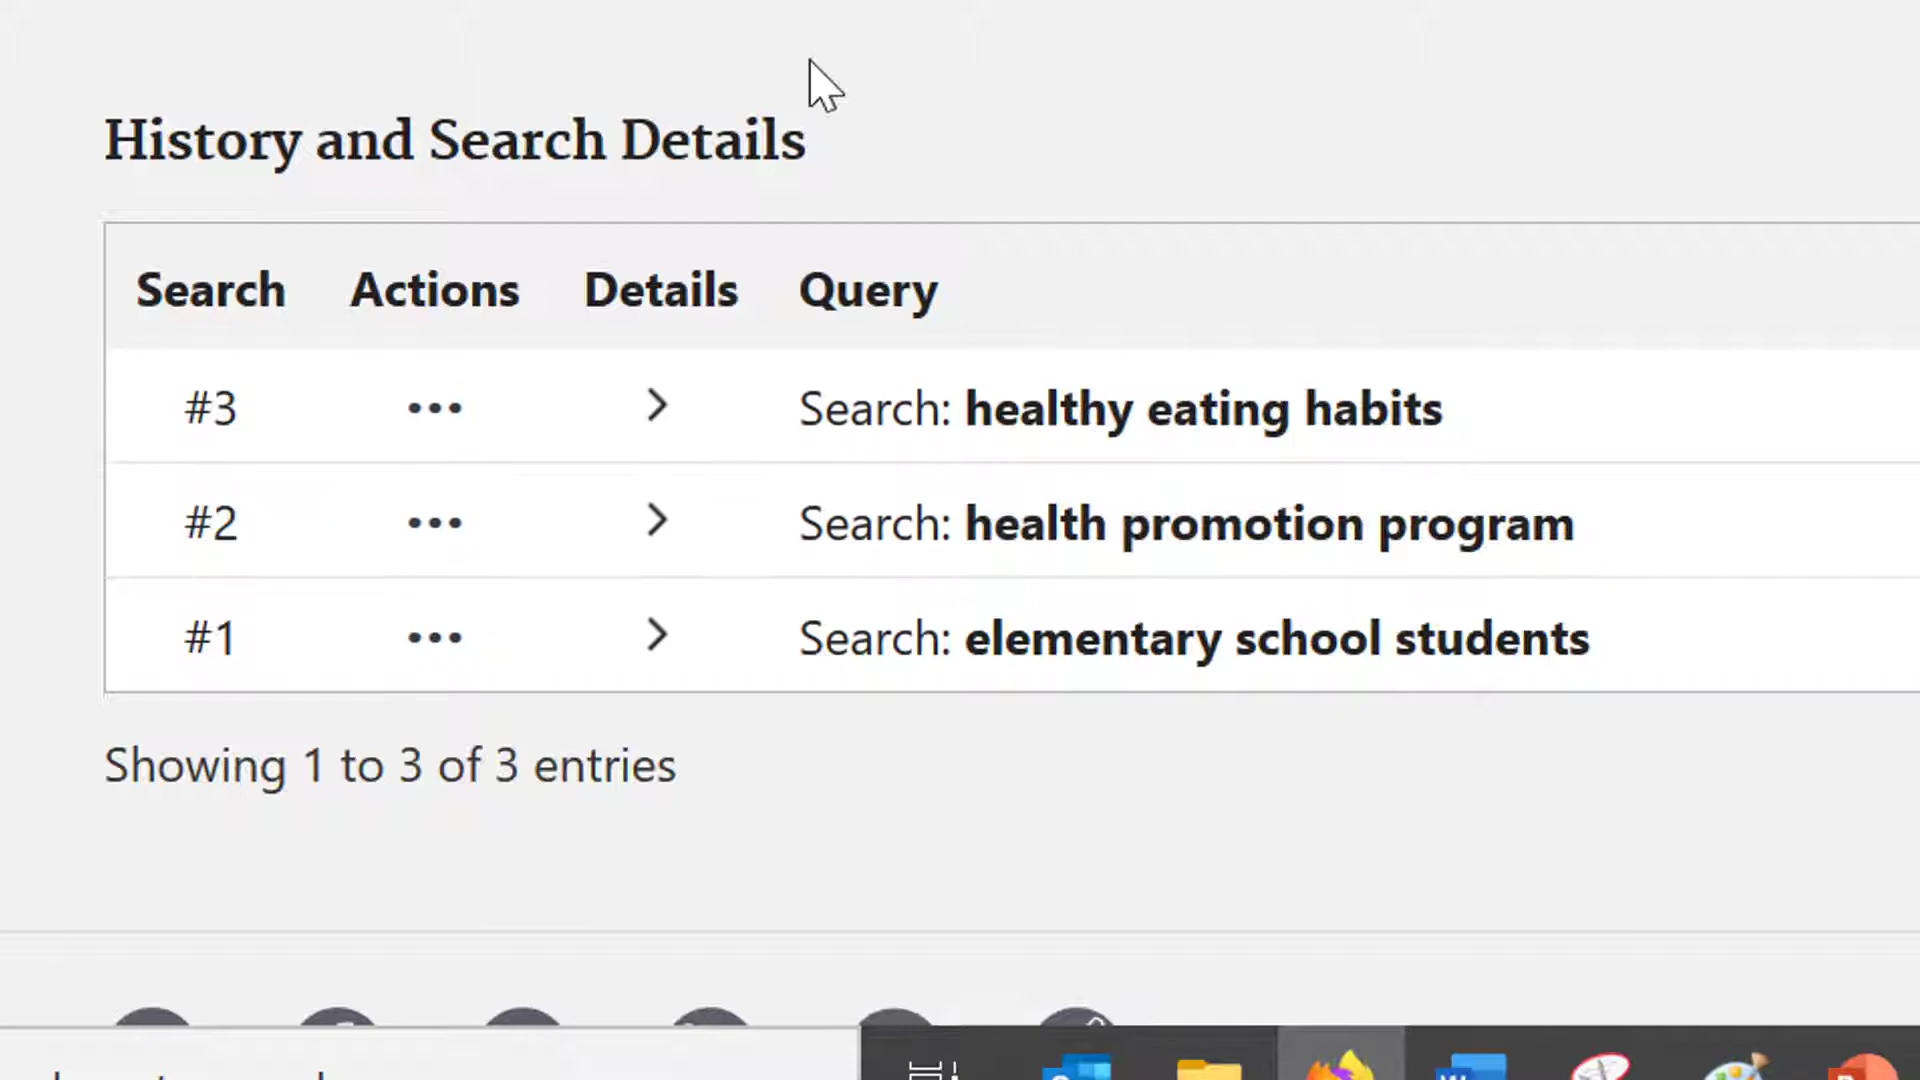 History and Search Details
Search Actions Details Query
#3 ••• > Search: healthy eating habits
#2 ••• > Search: health promotion program
#1 ••• > Search: elementary school students
Showing 1 to 3 of 3 entries